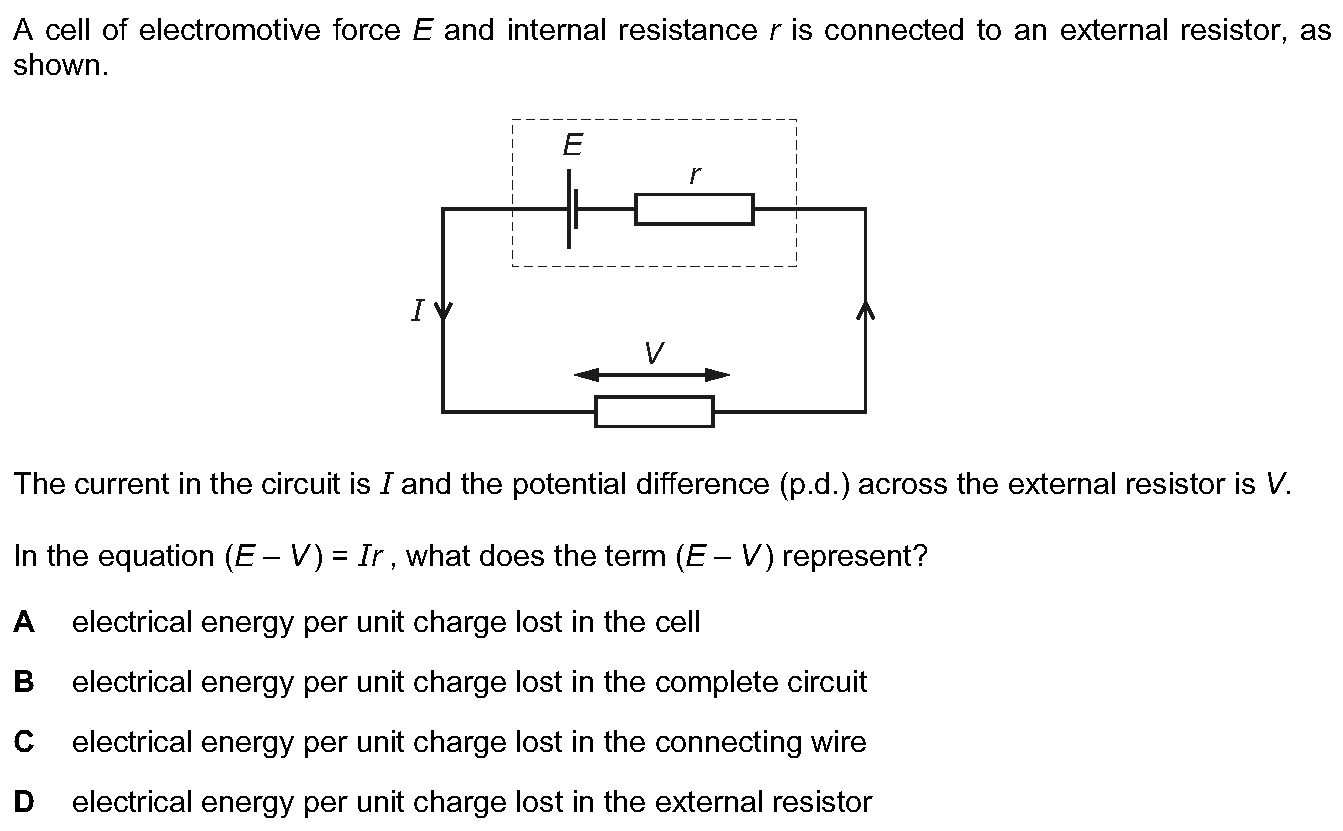 A cell of electromotive force E and internal resistance r is connected to an external resistor, as
shown.
E
r
I
V
The current in the circuit is I and the potential difference (p.d.) across the external resistor is V.
In the equation (E – V) = Ir , what does the term (E – V) represent?
A electrical energy per unit charge lost in the cell
B electrical energy per unit charge lost in the complete circuit
C electrical energy per unit charge lost in the connecting wire
D electrical energy per unit charge lost in the external resistor